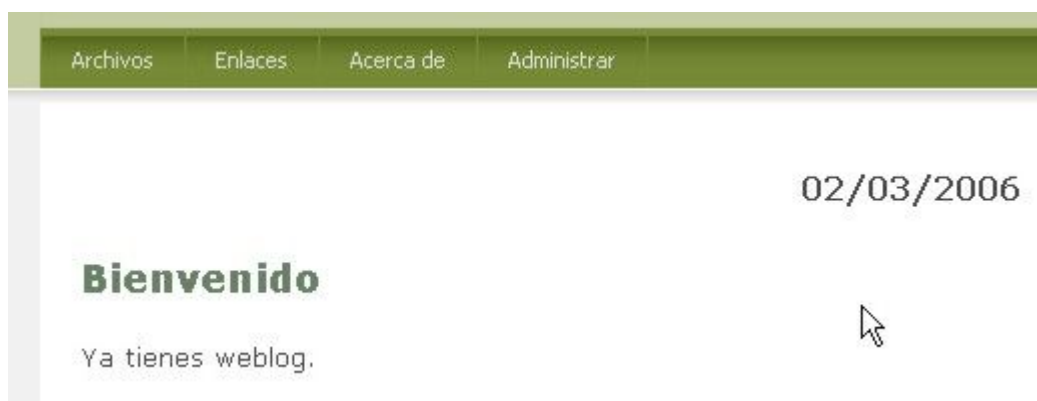 Archivos Enlaces Acerca de Administrar
02/03/2006
Bienvenido
Ya tienes weblog.